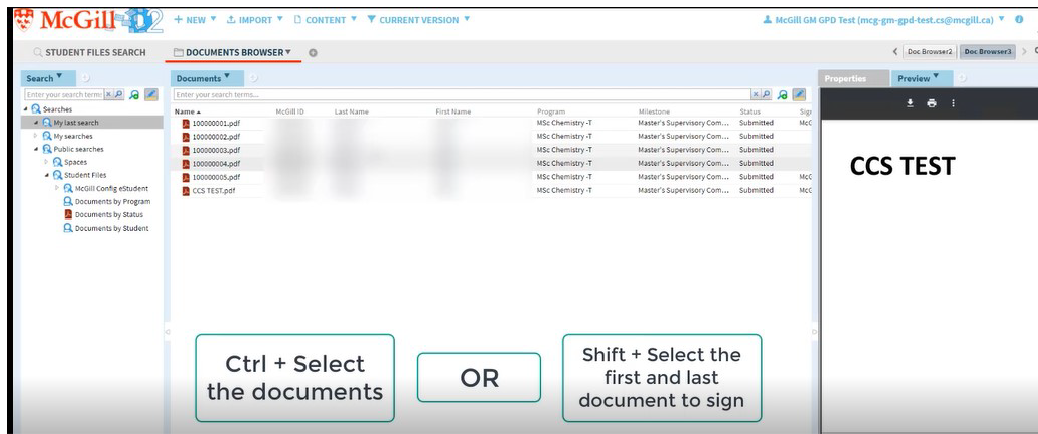 McGill D2
+ NEW IMPORT CONTENT CURRENT VERSION McGill GM GPD Test (mcg-gm-gpd-test.cs@mcgill.ca)
STUDENT FILES SEARCH DOCUMENTS BROWSER Doc Browser2 Doc Browser3
Search Documents Properties Preview
Enter your search terms Enter your search terms...
Searches Name McGill ID Last Name First Name Program Milestone Status
My last search 100000001.pdf MSc Chemistry -T Master's Supervisory Com... Submitted McG
My searches 100000002.pdf MSc Chemistry -T Master's Supervisory Com... Submitted
Public searches 100000003.pdf MSc Chemistry -T Master's Supervisory Com... Submitted
Spaces 100000004.pdf MSc Chemistry -T Master's Supervisory Com... Submitted
Student Files 100000005.pdf MSc Chemistry -T Master's Supervisory Com... Submitted McG
McGill Config eStudent CCS TEST.pdf MSc Chemistry -T Master's Supervisory Com... Submitted McG
Documents by Program
Documents by Status
Documents by Student
CCS TEST
Ctrl + Select
the documents
OR
Shift + Select the
first and last
document to sign